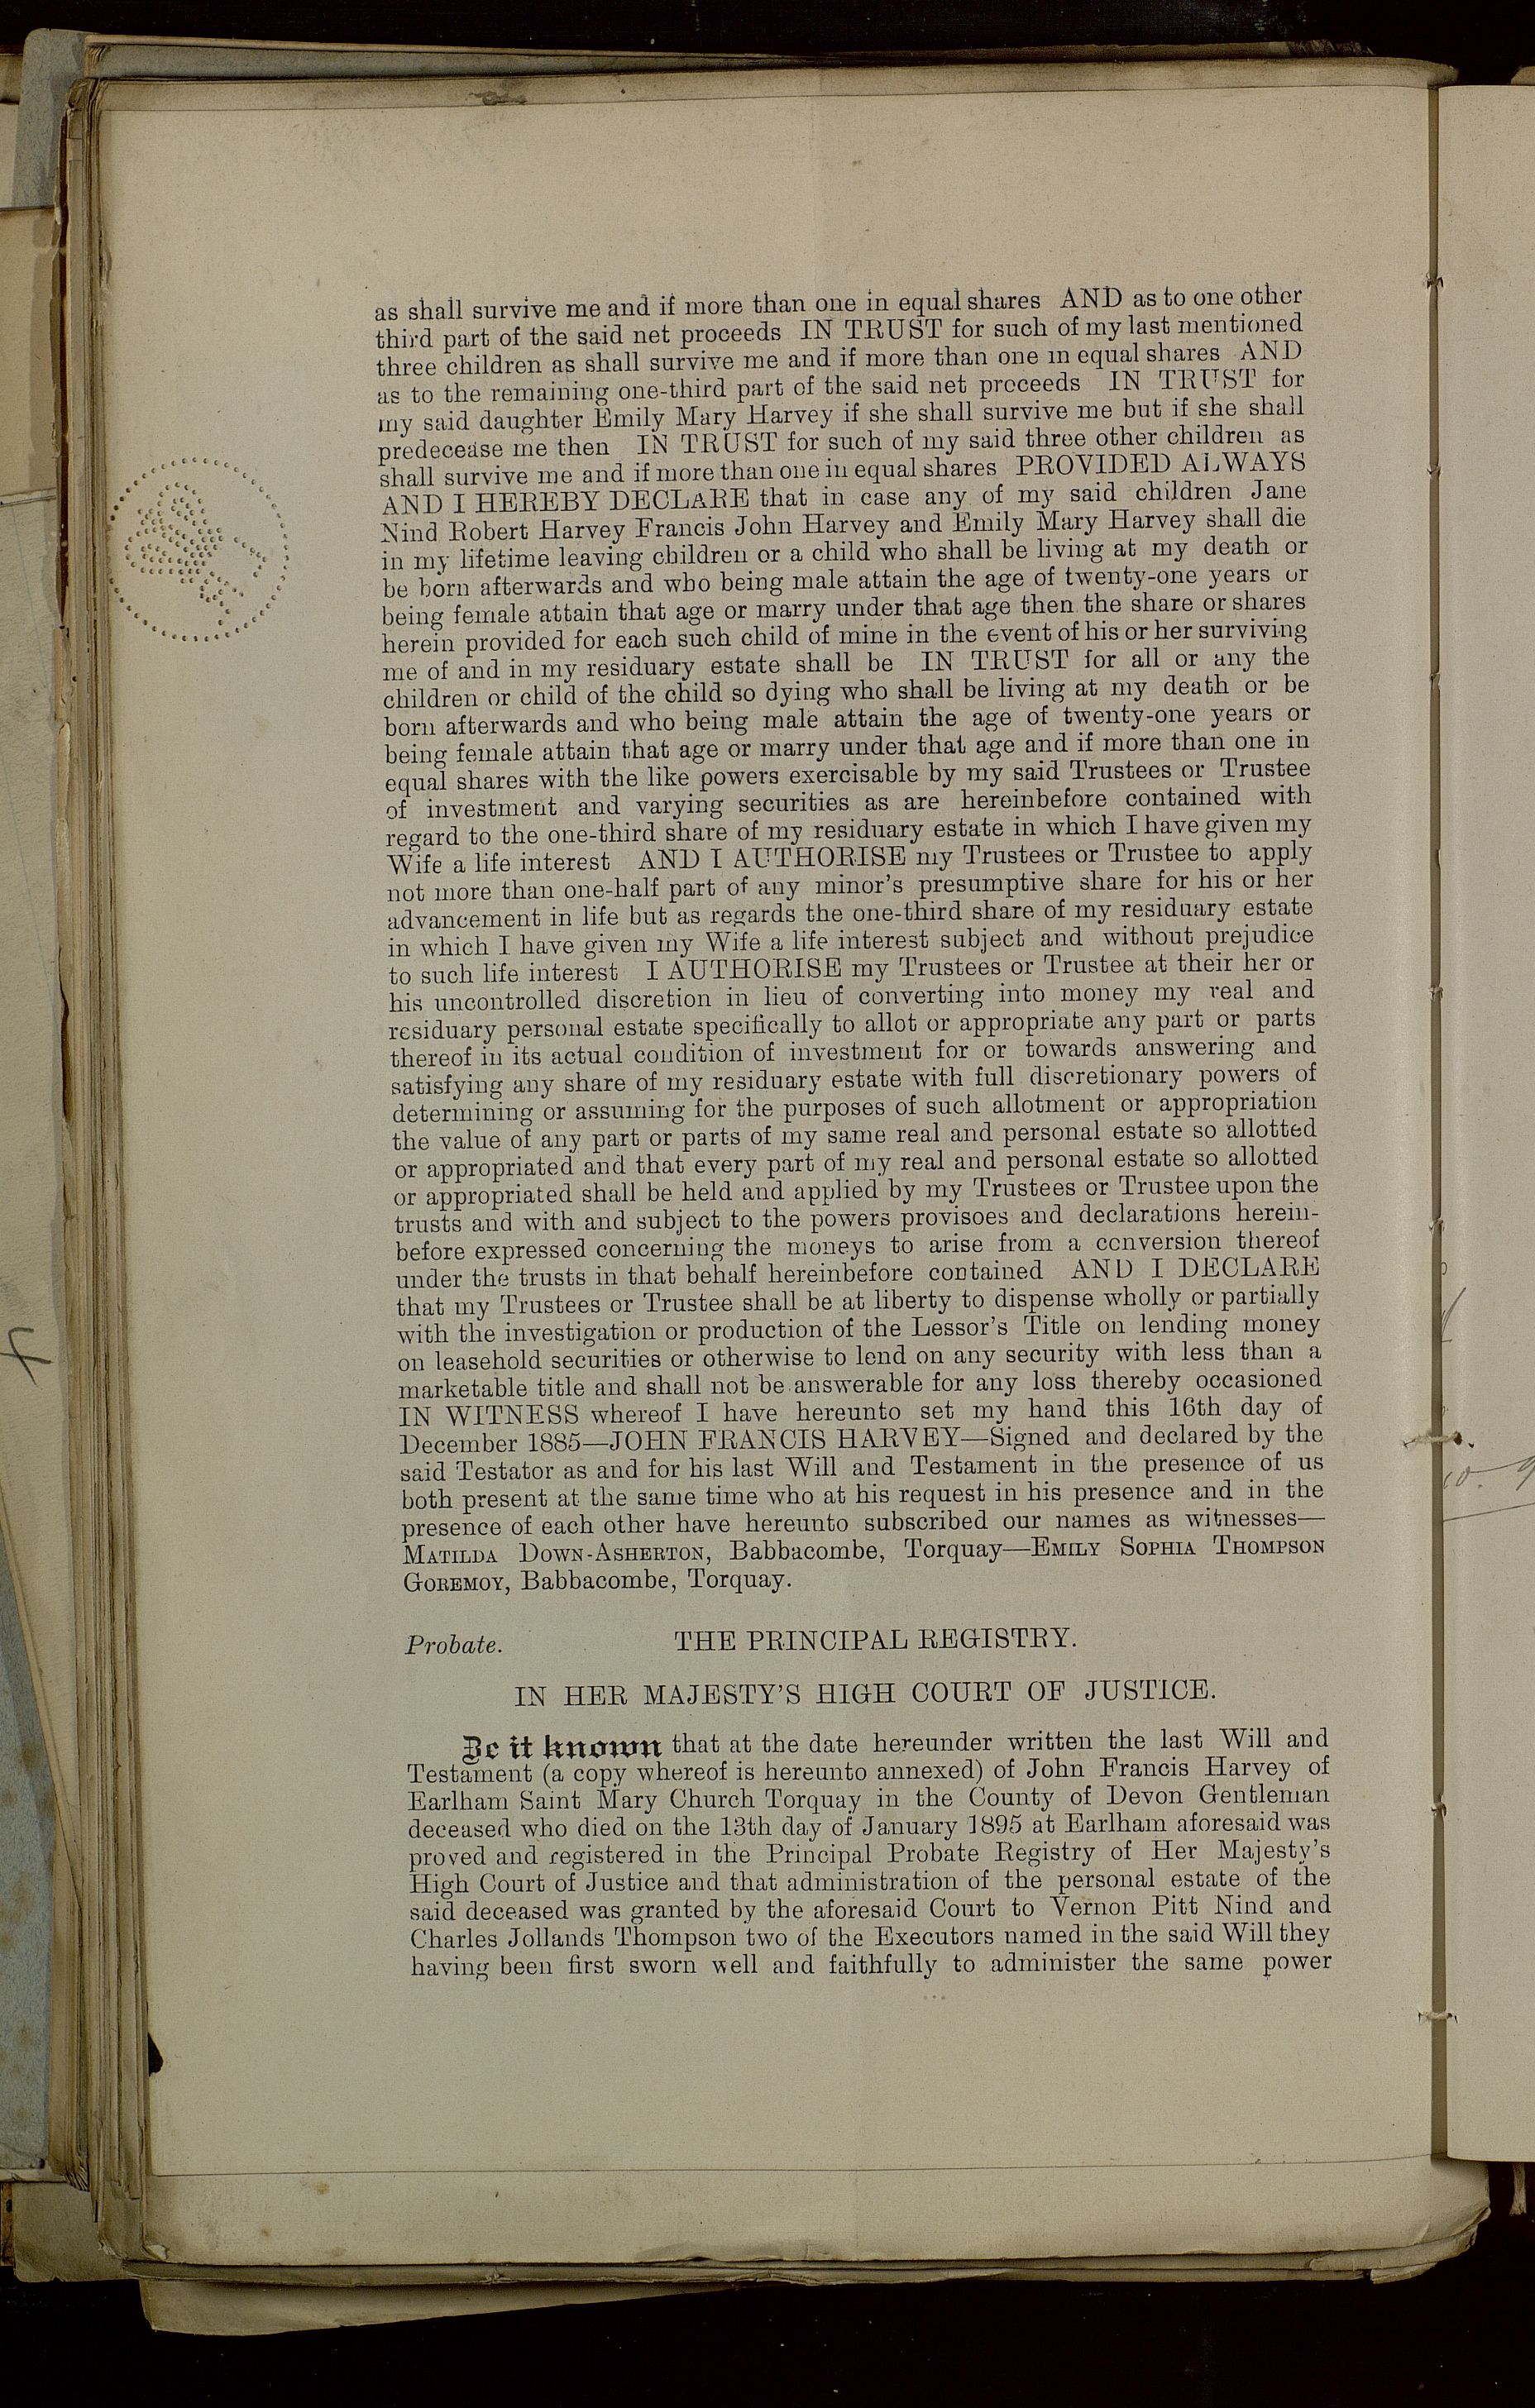 as shall survive me and if more than one in equal shares AND as to one other
third part of the said net proceeds IN TRUST for such of my last mentioned
three children as shall survive me and if more than one in equal shares AND
as to the remaining one-third part of the said net proceeds IN TRUST for
my said daughter Emily Mary Harvey if she shall survive me but if she shall
predecease me then IN TRUST for such of my said three other children as
shall survive me and if more than one in equal shares PROVIDED ALWAYS
AND I HEREBY DECLARE that in case any of my said children Jane
Nind Robert Harvey Francis John Harvey and Emily Mary Harvey shall die
in my lifetime leaving children or a child who shall be living at my death or
be born afterwards and who being male attain the age of twenty-one years or
being female attain that age or marry under that age then the share or shares
herein provided for each such child of mine in the event of his or her surviving
me of and in my residuary estate shall be IN TRUST for all or any the
children or child of the child so dying who shall be living at my death or be
born afterwards and who being male attain the age of twenty-one years or
being female attain that age or marry under that age and if more than one in
equal shares with the like powers exercisable by my said Trustees or Trustee
of investment and varying securities as are hereinbefore contained with
regard to the one-third share of my residuary estate in which I have given my
Wife a life interest AND I AUTHORISE my Trustees or Trustee to apply
not more than one-half part of any minor's presumptive share for his or her
advancement in life but as regards the one-third share of my residuary estate
in which I have given my Wife a life interest subject and without prejudice
to such life interest I AUTHORISE my Trustees or Trustee at their her or
his uncontrolled discretion in lieu of converting into money my real and
residuary personal estate specifically to allot or appropriate any part or parts
thereof in its actual condition of investment for or towards answering and
satisfying any share of my residuary estate with full discretionary powers of
determining or assuming for the purposes of such allotment or appropriation
the value of any part or parts of my same real and personal estate so allotted
or appropriated and that every part of my real and personal estate so allotted
or appropriated shall be held and applied by my Trustees or Trustee upon the
trusts and with and subject to the powers provisoes and declarations herein-
before expressed concerning the moneys to arise from a conversion thereof
under the trusts in that behalf hereinbefore contained AND I DECLARE
that my Trustees or Trustee shall be at liberty to dispense wholly or partially
with the investigation or production of the Lessor's Title on lending money
on leasehold securities or otherwise to lend on any security with less than a
marketable title and shall not be answerable for any loss thereby occasioned
IN WITNESS whereof I have hereunto set my hand this 16th day of
December 1885—JOHN FRANCIS HARVEY—Signed and declared by the
said Testator as and for his last Will and Testament in the presence of us
both present at the same time who at his request in his presence and in the
presence of each other have hereunto subscribed our names as witnesses—
MATILDA DOWN-ASHERTON, Babbacombe, Torquay—EMILY SOPHIA THOMPSON
GOREMOY, Babbacombe, Torquay.
Probate. THE PRINCIPAL REGISTRY.
IN HER MAJESTY'S HIGH COURT OF JUSTICE.
Be it known that at the date hereunder written the last Will and
Testament (a copy whereof is hereunto annexed) of John Francis Harvey of
Earlham Saint Mary Church Torquay in the County of Devon Gentleman
deceased who died on the 13th day of January 1895 at Earlham aforesaid was
proved and registered in the Principal Probate Registry of Her Majesty's
High Court of Justice and that administration of the personal estate of the
said deceased was granted by the aforesaid Court to Vernon Pitt Nind and
Charles Jollands Thompson two of the Executors named in the said Will they
having been first sworn well and faithfully to administer the same power